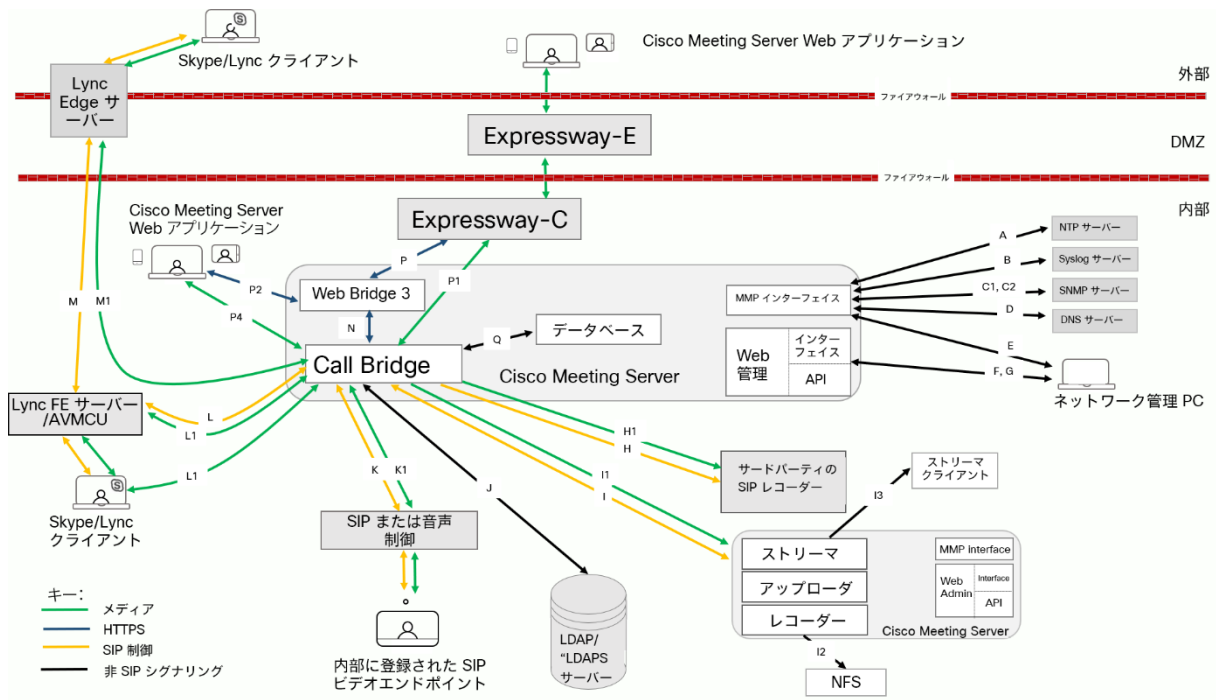 Skype/Lync クライアント
Cisco Meeting Server Web アプリケーション
外部
Lync
Edge サ
ーバー
ファイアウォール
Expressway-E
DMZ
ファイアウォール
内部
Cisco Meeting Server
Web アプリケーション
Expressway-C
P
P1
P2
P4
N
M
M1
Web Bridge 3
Call Bridge
Q
データベース
Cisco Meeting Server
MMP インターフェイス
Web
管理
インター
フェイス
API
A
B
C1, C2
D
E
F, G
NTP サーバー
Syslog サーバー
SNMP サーバー
DNS サーバー
ネットワーク管理 PC
Lync FE サーバー
/AVMCU
L
L1
L1
K
K1
J
I1
I
H1
H
S
S
Skype/Lync
クライアント
SIP または音声
制御
サードパーティの
SIP レコーダー
ストリーマ
クライアント
I3
ストリーマ
アップローダ
レコーダー
MMP Interface
Web
Admin
Interface
API
Cisco Meeting Server
I2
NFS
LDAP/
"LDAPS
サーバー
内部に登録された SIP
ビデオエンドポイント
キー：
メディア
HTTPS
SIP 制御
非 SIP シグナリング